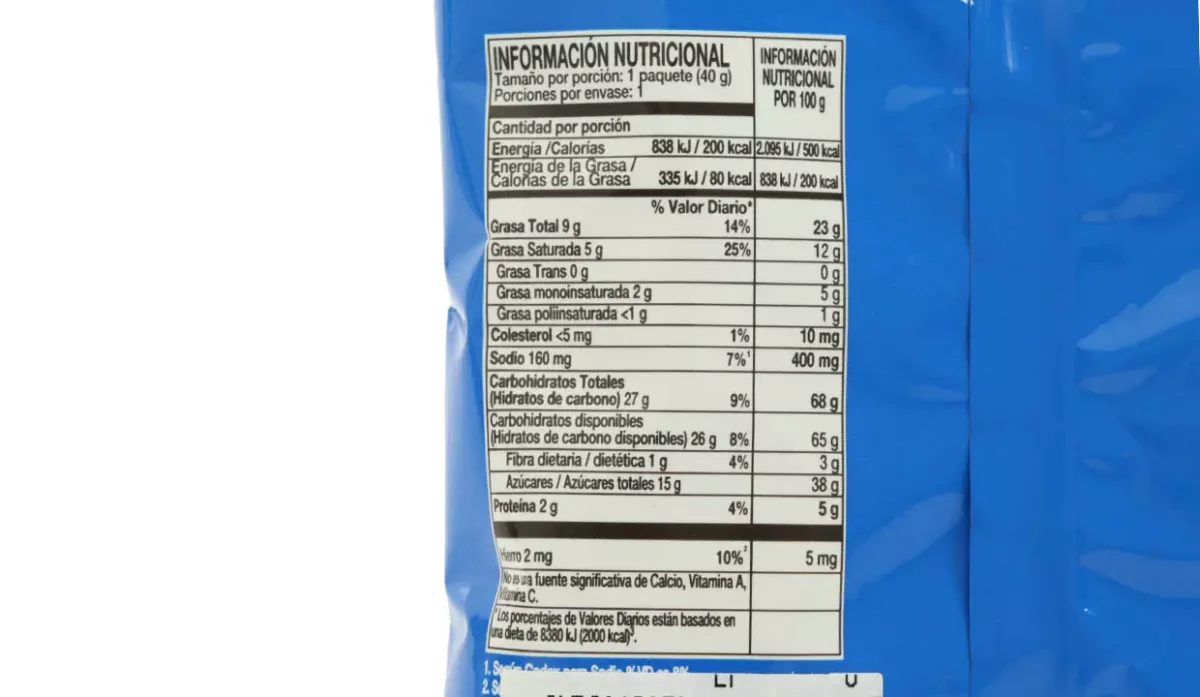 INFORMACIÓN NUTRICIONAL
Tamaño por porción: 1 paquete (40 g)
Porciones por envase: 1
INFORMACIÓN
NUTRICIONAL
POR 100 g
Cantidad por porción
Energía /Calorías 838 kJ / 200 kcal 2.095 kJ / 500 kcal
Energía de la Grasa /
Calorías de la Grasa 335 kJ / 80 kcal 838 kJ / 200 kcal
% Valor Diario*
Grasa Total 9 g 14% 23 g
Grasa Saturada 5 g 25% 12 g
Grasa Trans 0 g 0 g
Grasa monoinsaturada 2 g 5 g
Grasa poliinsaturada <1 g 1 g
Colesterol <5 mg 1% 10 mg
Sodio 160 mg 7%¹ 400 mg
Carbohidratos Totales
(Hidratos de carbono) 27 g 9% 68 g
Carbohidratos disponibles
(Hidratos de carbono disponibles) 26 g 8% 65 g
Fibra dietaria / dietética 1 g 4% 3 g
Azúcares / Azúcares totales 15 g 38 g
Proteína 2 g 4% 5 g
Hierro 2 mg 10%² 5 mg
No es una fuente significativa de Calcio, Vitamina A,
Vitamina C.
*Los porcentajes de Valores Diarios están basados en
una dieta de 8380 kJ (2000 kcal)³.
1.
2.